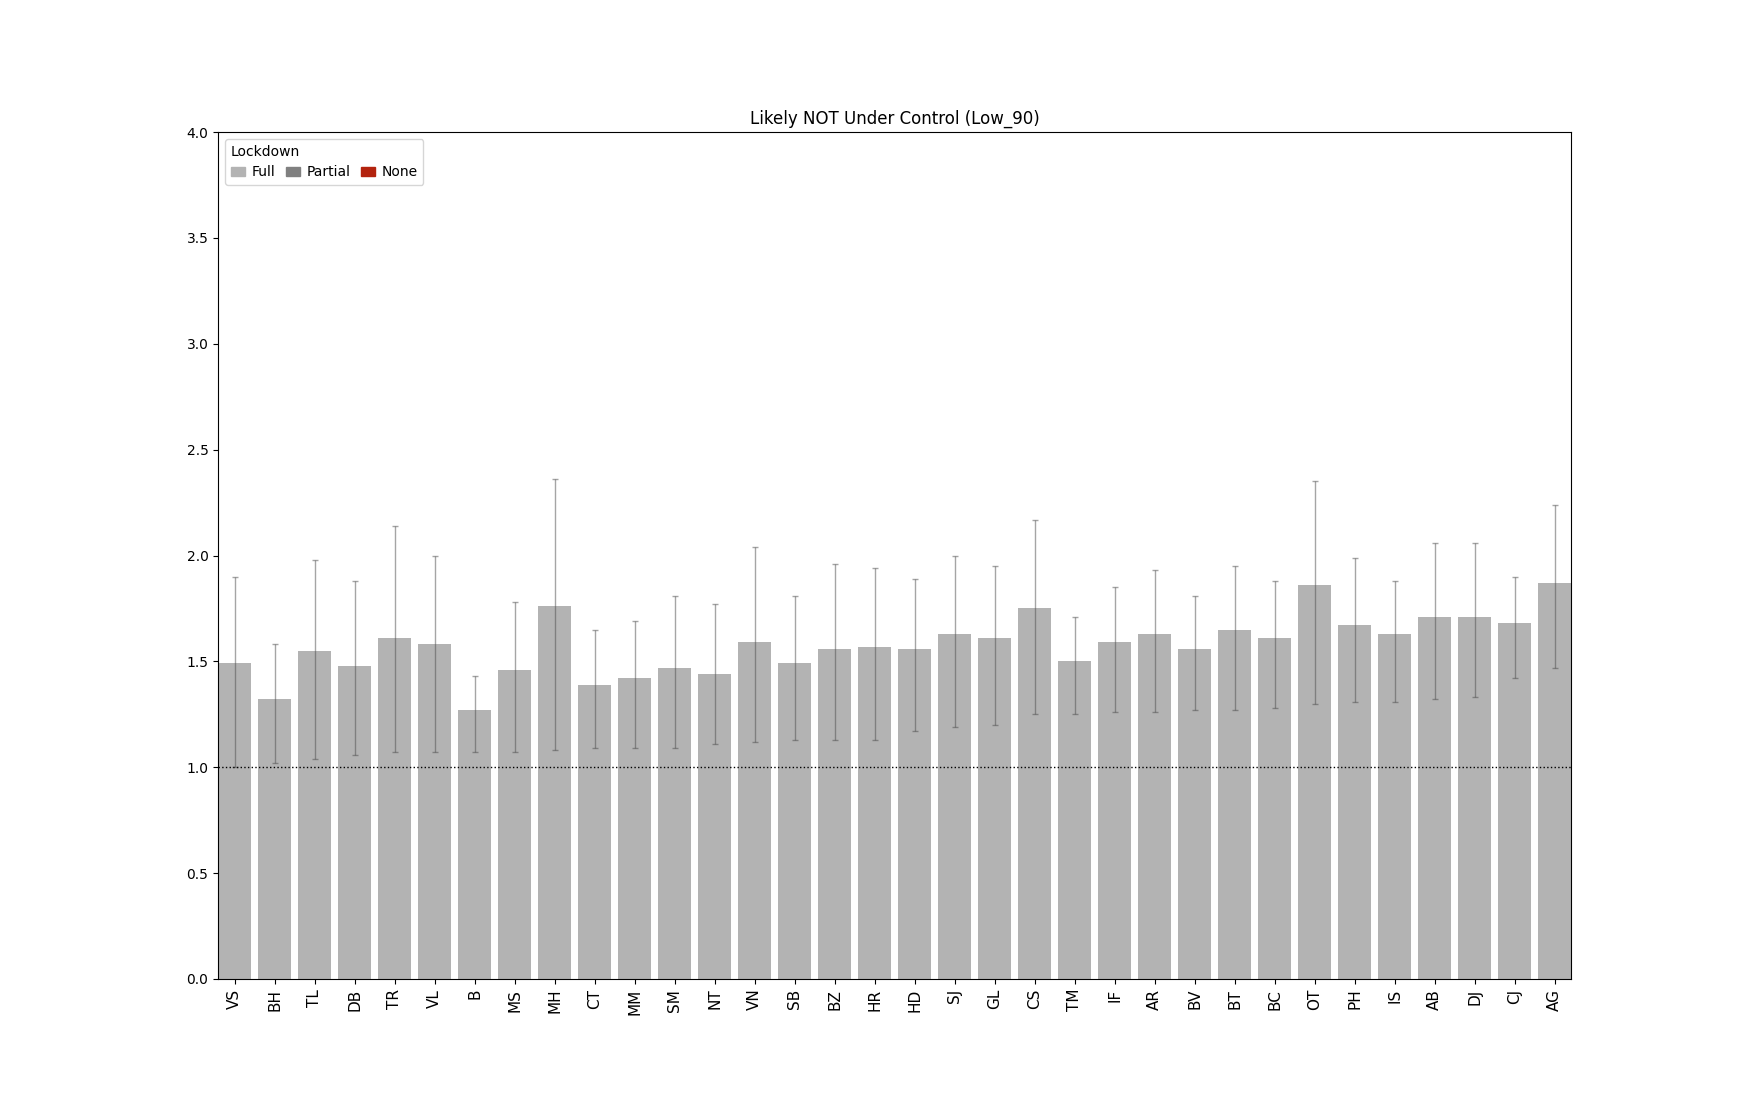 Likely NOT Under Control (Low_90)
Lockdown
Full Partial None
4.0
3.5
3.0
2.5
2.0
1.5
1.0
0.5
0.0
VS BH TL DB TR VL B MS MH CT MM SM NT VN SB BZ HR HD SJ GL CS TM IF AR BV BT BC OT PH IS AB DJ CJ AG